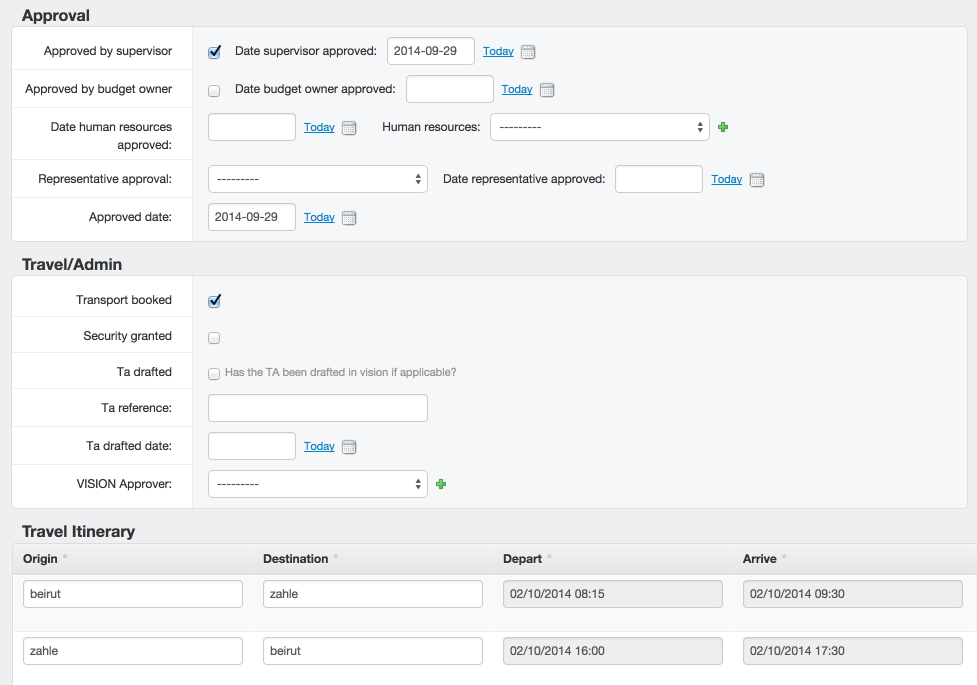 Approval
Approved by supervisor Date supervisor approved: 2014-09-29 Today
Approved by budget owner Date budget owner approved: Today
Date human resources approved: Today Human resources: ---------
Representative approval: --------- Date representative approved: Today
Approved date: 2014-09-29 Today
Travel/Admin
Transport booked
Security granted
Ta drafted Has the TA been drafted in vision if applicable?
Ta reference:
Ta drafted date: Today
VISION Approver: ---------
Travel Itinerary
Origin * Destination * Depart * Arrive *
beirut zahle 02/10/2014 08:15 02/10/2014 09:30
zahle beirut 02/10/2014 16:00 02/10/2014 17:30